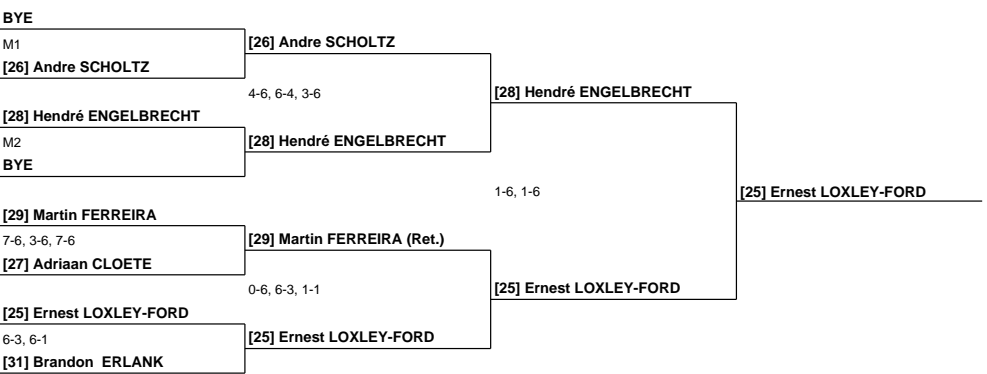 BYE
M1
[26] Andre SCHOLTZ
[26] Andre SCHOLTZ
4-6, 6-4, 3-6
[28] Hendré ENGELBRECHT
[28] Hendré ENGELBRECHT
M2
[28] Hendré ENGELBRECHT
BYE
1-6, 1-6
[25] Ernest LOXLEY-FORD
[29] Martin FERREIRA
7-6, 3-6, 7-6
[29] Martin FERREIRA (Ret.)
[27] Adriaan CLOETE
0-6, 6-3, 1-1
[25] Ernest LOXLEY-FORD
[25] Ernest LOXLEY-FORD
6-3, 6-1
[25] Ernest LOXLEY-FORD
[31] Brandon ERLANK